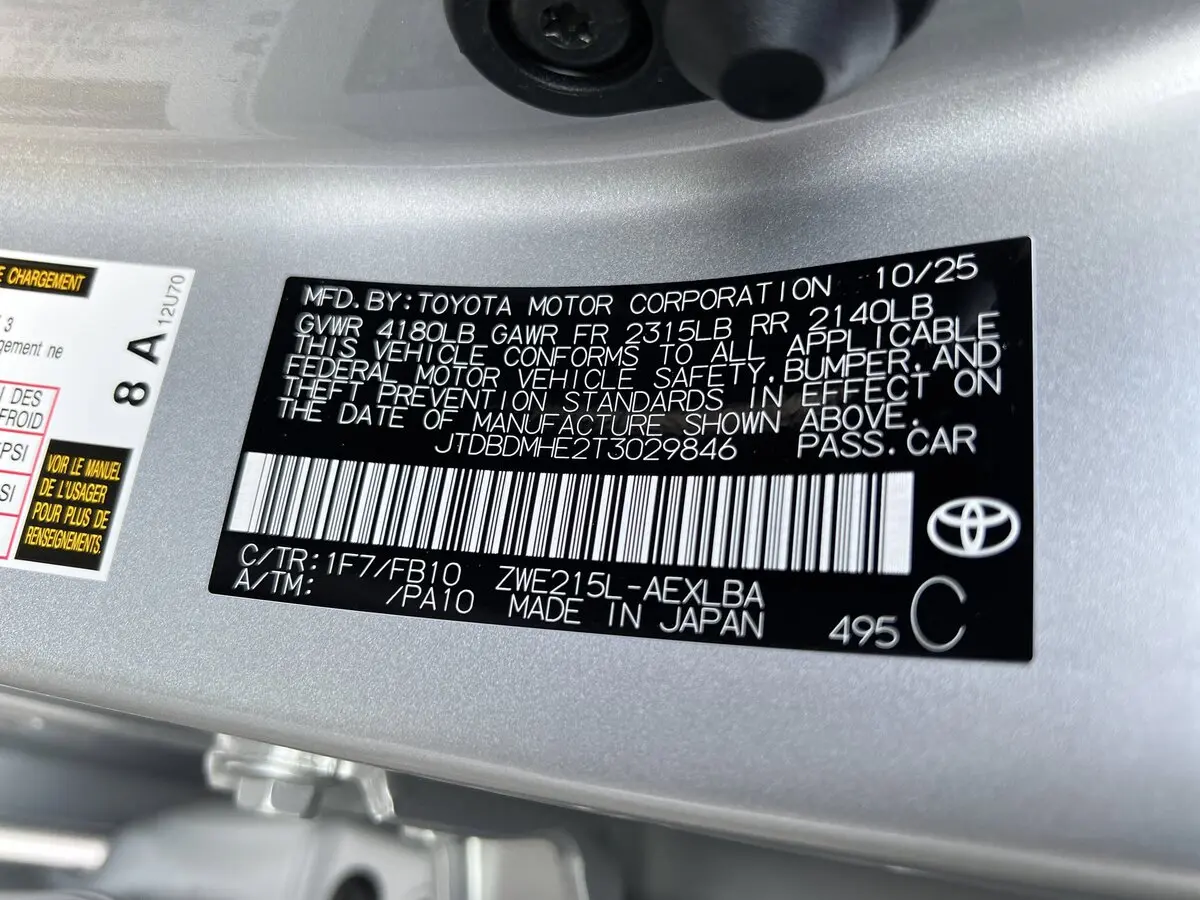 E CHARGEMENT
gement ne
8 A
12U70
I DES
FROID
PSI
SI
VOIR LE MANUEL
DE L'USAGER
POUR PLUS DE
RENSEIGNEMENTS.
MFD. BY: TOYOTA MOTOR CORPORATION 10/25
GVWR 4180LB GAWR FR 2315LB RR 2140LB
THIS VEHICLE CONFORMS TO ALL APPLICABLE
FEDERAL MOTOR VEHICLE SAFETY, BUMPER, AND
THEFT PREVENTION STANDARDS IN EFFECT ON
THE DATE OF MANUFACTURE SHOWN ABOVE.
JTDBDMHE2T3029846 PASS. CAR
C/TR: 1F7/FB10 ZWE215L-AEXLBA
A/TM: /PA10 MADE IN JAPAN 495 C